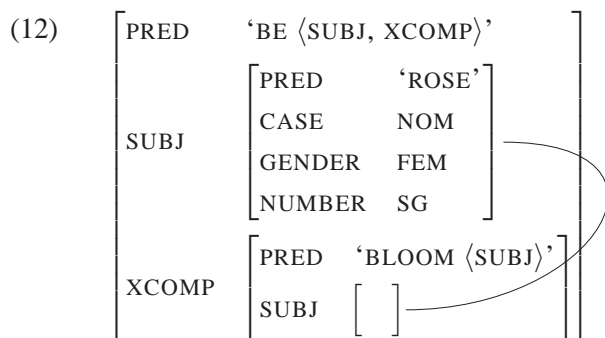 (12) PRED ‘BE ⟨SUBJ, XCOMP⟩’
PRED ‘ROSE’
CASE NOM
SUBJ
GENDER FEM
NUMBER SG
PRED ‘BLOOM ⟨SUBJ⟩’
XCOMP
SUBJ [ ]